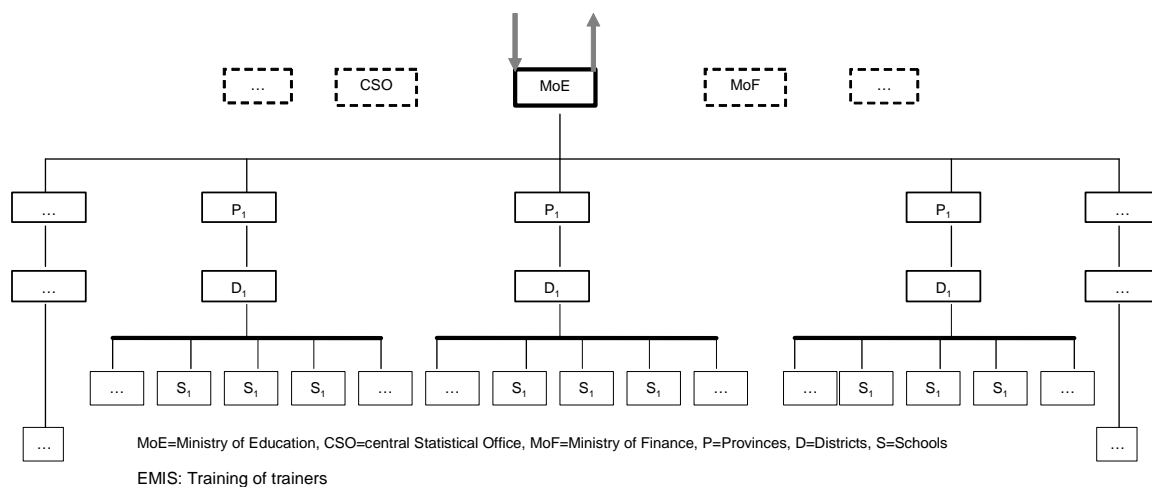 … CSO MoE MoF …
… P₁ P₁ P₁ …
… D₁ D₁ D₁ …
… S₁ S₁ S₁ … … S₁ S₁ S₁ … … S₁ S₁ S₁ …
… …
MoE=Ministry of Education, CSO=central Statistical Office, MoF=Ministry of Finance, P=Provinces, D=Districts, S=Schools
EMIS: Training of trainers